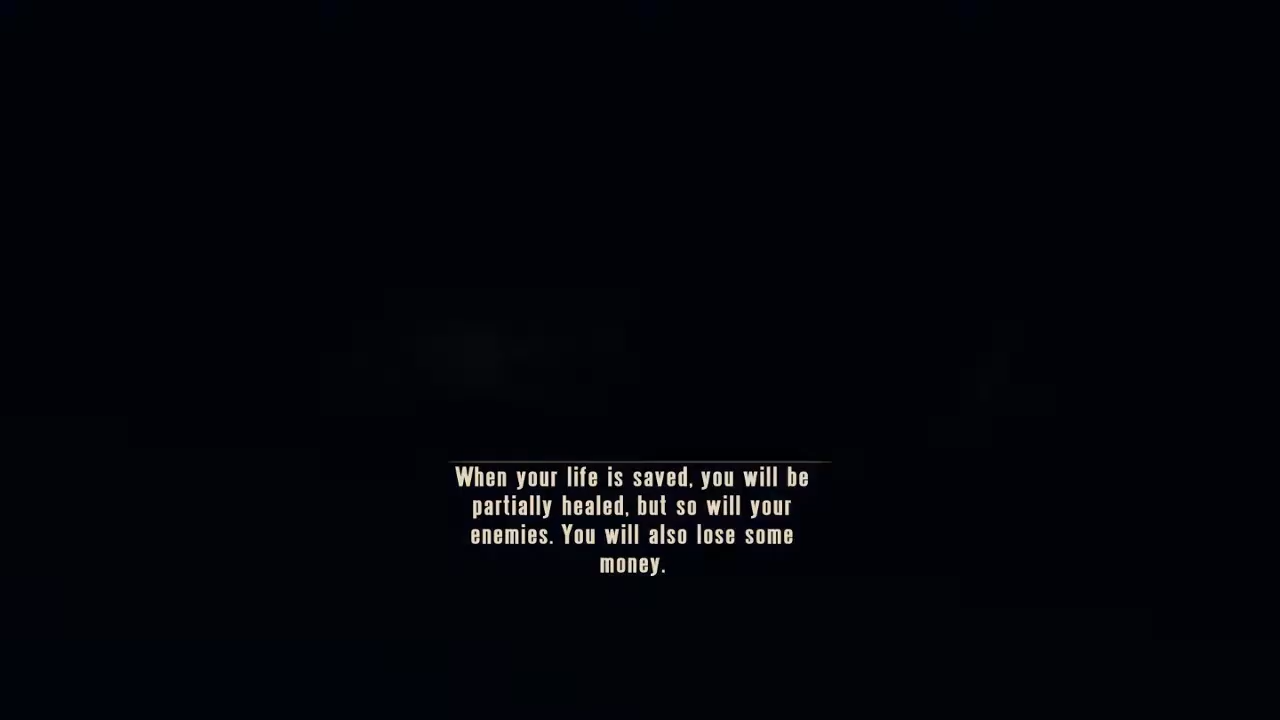 When your life is saved, you will be
partially healed, but so will your
enemies. You will also lose some
money.